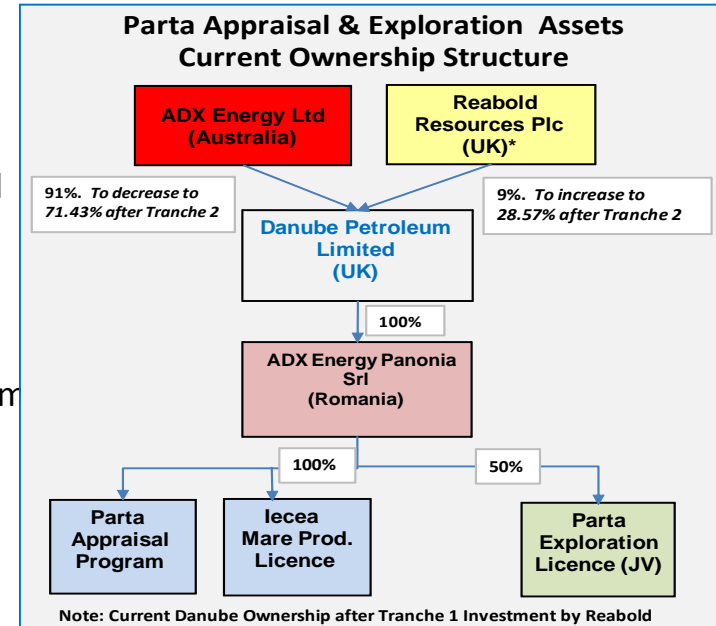 Parta Appraisal & Exploration Assets
Current Ownership Structure
ADX Energy Ltd
(Australia)
Reabold
Resources Plc
(UK)*
91%. To decrease to
71.43% after Tranche 2
9%. To increase to
28.57% after Tranche 2
Danube Petroleum
Limited
(UK)
100%
ADX Energy Panonia
Srl
(Romania)
100%
50%
Parta
Appraisal
Program
Iecea
Mare Prod.
Licence
Parta
Exploration
Licence (JV)
Note: Current Danube Ownership after Tranche 1 Investment by Reabold